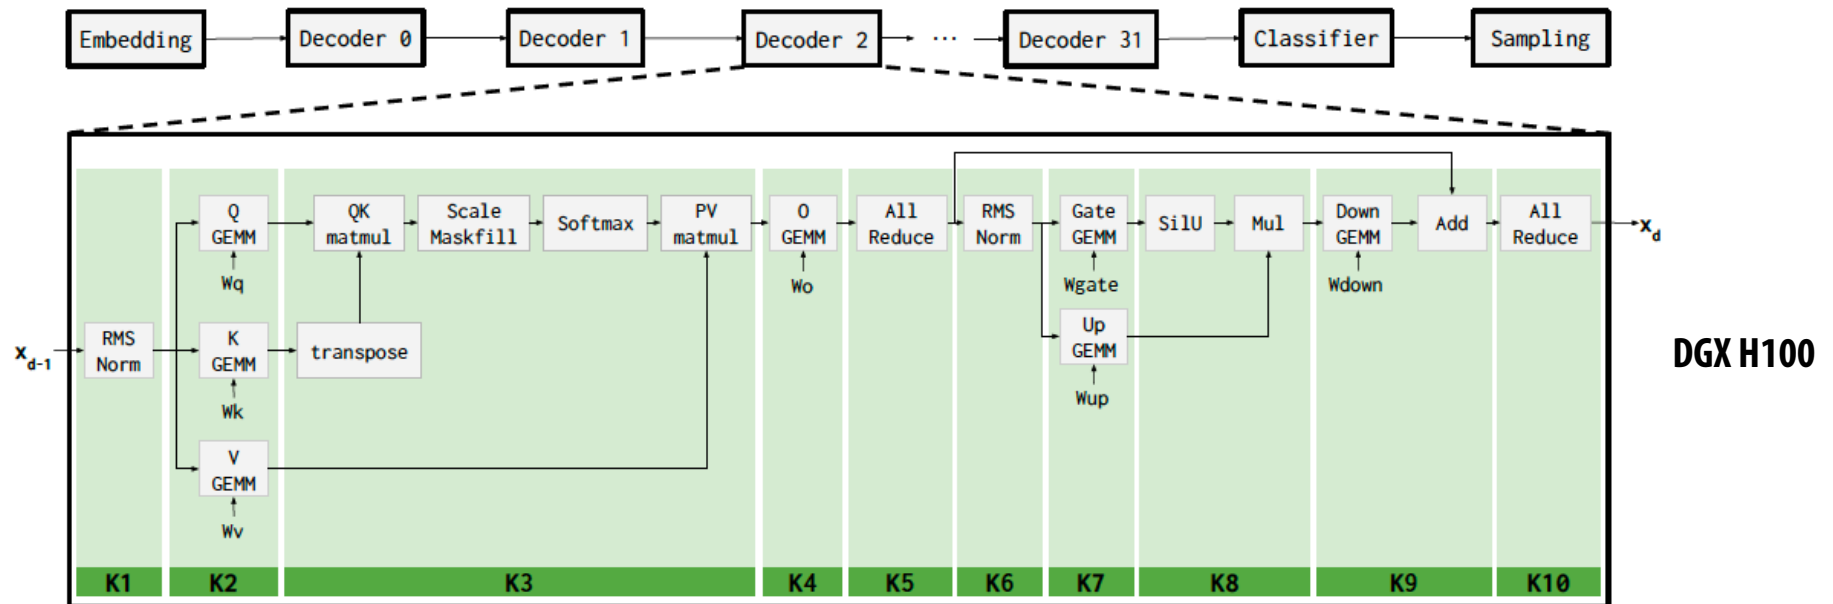 Embedding
Decoder 0
Decoder 1
Decoder 2
...
Decoder 31
Classifier
Sampling
Q
GEMM
Wq
QK
matmul
Scale
Maskfill
Softmax
PV
matmul
O
GEMM
Wo
All
Reduce
RMS
Norm
Gate
GEMM
Wgate
SilU
Mul
Down
GEMM
Wdown
Add
All
Reduce
xd
Up
GEMM
Wup
xd-1
RMS
Norm
K
GEMM
Wk
transpose
V
GEMM
Wv
DGX H100
K1
K2
K3
K4
K5
K6
K7
K8
K9
K10